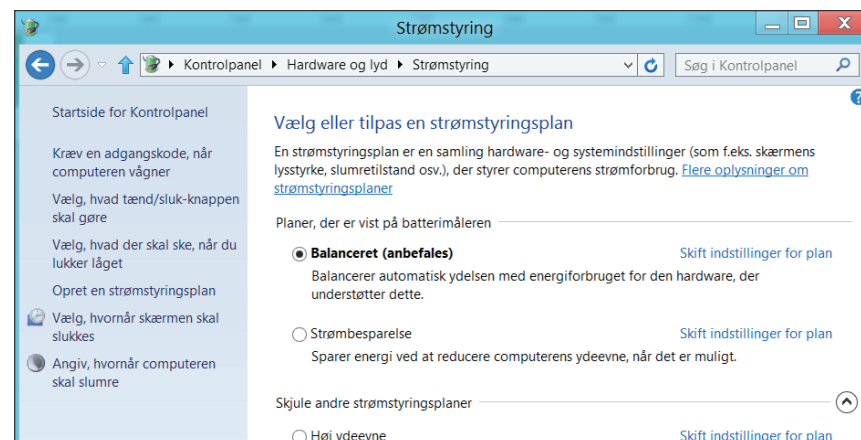 Strømstyring
Kontrolpanel ▸ Hardware og lyd ▸ Strømstyring
Søg i Kontrolpanel
Startside for Kontrolpanel
Kræv en adgangskode, når
computeren vågner
Vælg, hvad tænd/sluk-knappen
skal gøre
Vælg, hvad der skal ske, når du
lukker låget
Opret en strømstyringsplan
Vælg, hvornår skærmen skal
slukkes
Angiv, hvornår computeren
skal slumre
Vælg eller tilpas en strømstyringsplan
En strømstyringsplan er en samling hardware- og systemindstillinger (som f.eks. skærmens
lysstyrke, slumretilstand osv.), der styrer computerens strømforbrug. Flere oplysninger om
strømstyringsplaner
Planer, der er vist på batterimåleren
Balanceret (anbefales) Skift indstillinger for plan
Balancerer automatisk ydelsen med energiforbruget for den hardware, der
understøtter dette.
Strømbesparelse Skift indstillinger for plan
Sparer energi ved at reducere computerens ydeevne, når det er muligt.
Skjule andre strømstyringsplaner
Høj ydeevne Skift indstillinger for plan